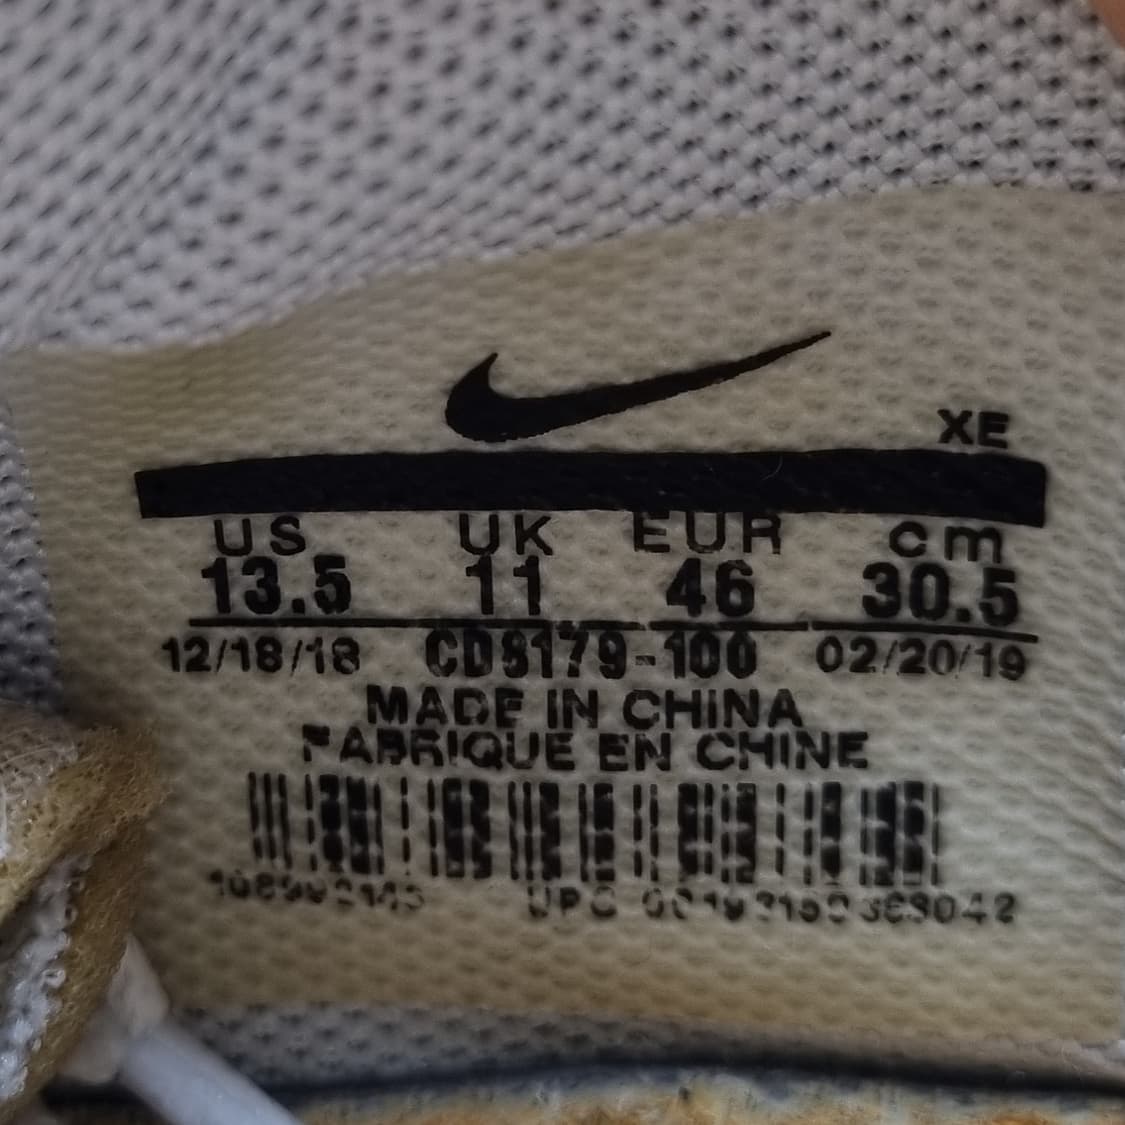 XE
US UK EUR cm
13.5 11 46 30.5
12/18/18 CD8179-100 02/20/19
MADE IN CHINA
FABRIQUE EN CHINE
UPC